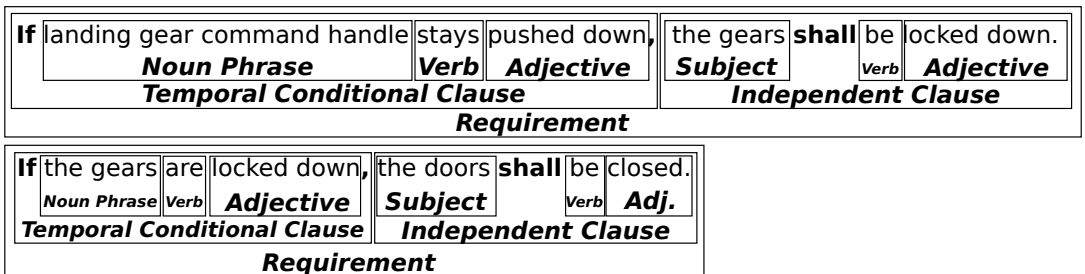 If landing gear command handle stays pushed down, the gears shall be locked down.
Noun Phrase Verb Adjective Subject Verb Adjective
Temporal Conditional Clause Independent Clause
Requirement
If the gears are locked down, the doors shall be closed.
Noun Phrase Verb Adjective Subject Verb Adj.
Temporal Conditional Clause Independent Clause
Requirement